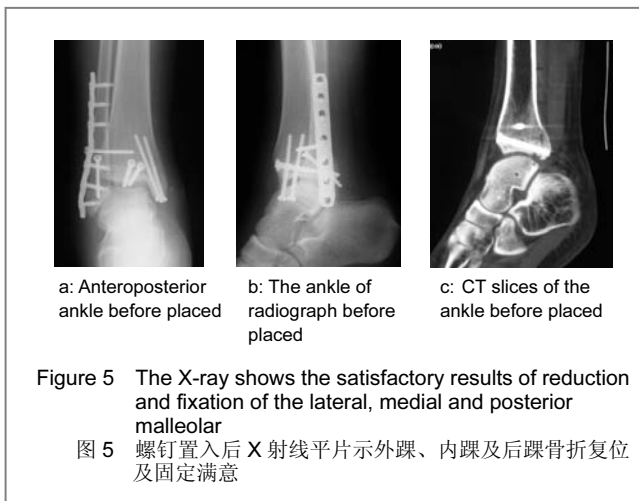 a: Anteroposterior
ankle before placed
b: The ankle of
radiograph before
placed
c: CT slices of the
ankle before placed
Figure 5 The X-ray shows the satisfactory results of reduction
and fixation of the lateral, medial and posterior
malleolar
图 5 螺钉置入后 X 射线平片示外踝、内踝及后踝骨折复位
及固定满意